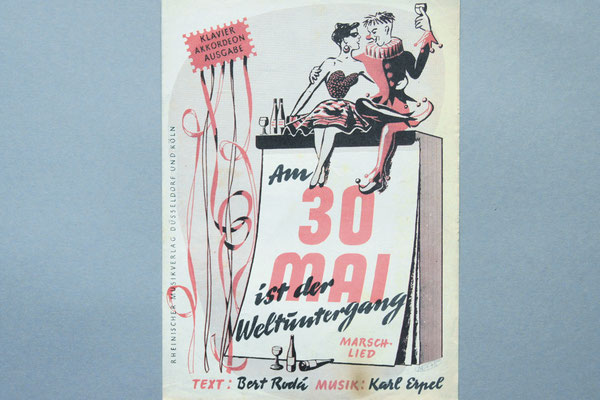 KLAVIER
AKKORDEON
AUSGABE
RHEINISCHER MUSIKVERLAG DÜSSELDORF UND KÖLN
Am
30
MAI
ist der
Weltuntergang
MARSCH-
LIED
TEXT: Bert Rodá MUSIK: Karl Erpel